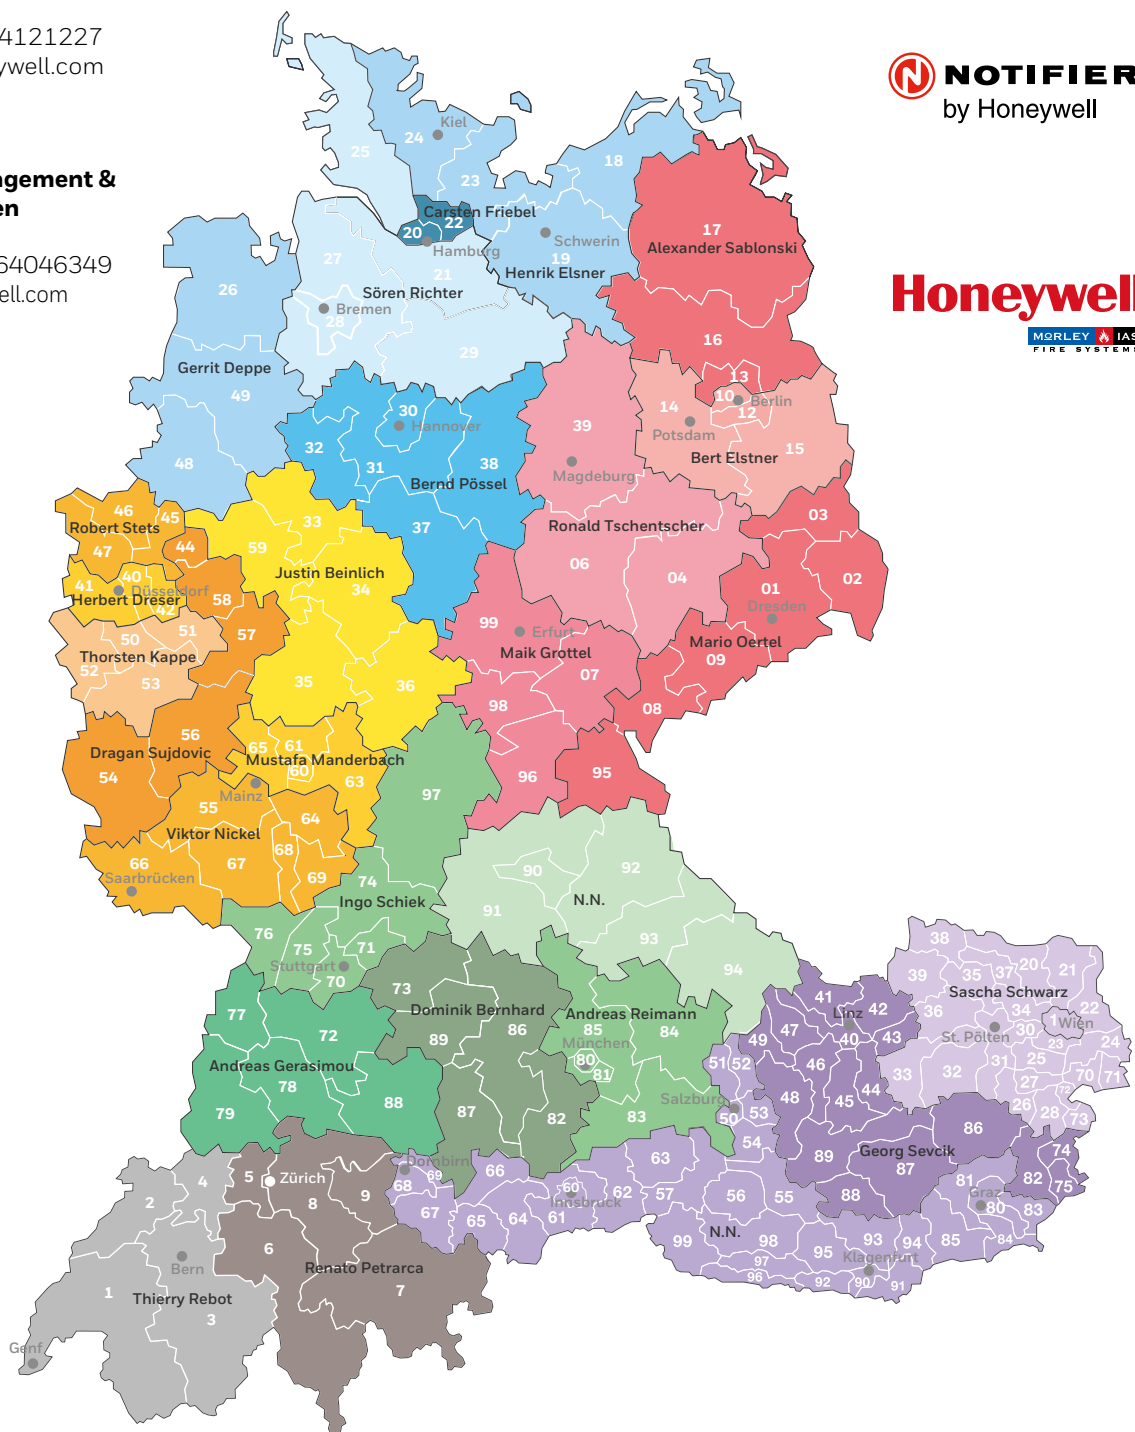 4121227
ywell.com
agement &
en
64046349
ell.com
NOTIFIER
by Honeywell
Honeywell
MORLEY IAS
FIRE SYSTEMS
Kiel
24
25
18
23
Carsten Friebel
20
22
Hamburg
17
Alexander Sablonski
Schwerin
19
Henrik Elsner
27
21
Sören Richter
26
Bremen
28
29
16
13
10
Berlin
12
Gerrit Deppe
49
14
Potsdam
15
Bert Elstner
30
Hannover
39
32
31
38
Bernd Pössel
Magdeburg
48
37
46
45
Robert Stets
47
44
33
59
Justin Beinlich
34
Ronald Tschentscher
06
04
03
02
01
Dresden
Mario Oertel
09
08
41
40
Düsseldorf
Herbert Dreser
42
58
57
50
51
Thorsten Kappe
52
53
99
Erfurt
Maik Grottel
07
98
35
36
56
Dragan Sujdovic
54
65
61
Mustafa Manderbach
60
63
Mainz
96
95
97
55
64
Viktor Nickel
68
66
67
69
Saarbrücken
74
Ingo Schiek
76
75
71
Stuttgart
70
90
92
N.N.
91
93
94
73
Dominik Bernhard
86
89
87
82
77
72
Andreas Gerasimou
78
79
88
Andreas Reimann
85
84
München
80
81
83
38
39
35
37
20
21
Sascha Schwarz
36
34
22
1
Wien
St. Pölten
30
23
24
33
32
31
25
27
70
71
72
26
28
73
41
42
Linz
47
40
43
49
46
48
45
44
51
52
Salzburg
50
53
54
86
Georg Sevcik
89
87
88
74
82
75
81
Graz
80
83
63
Dornbirn
68
69
66
67
60
Innsbruck
62
57
65
64
61
56
55
N.N.
99
98
97
96
95
93
94
85
84
Klagenfurt
92
90
91
4
5
Zürich
2
8
9
6
Bern
Renato Petrarca
7
1
Thierry Rebot
3
Genf